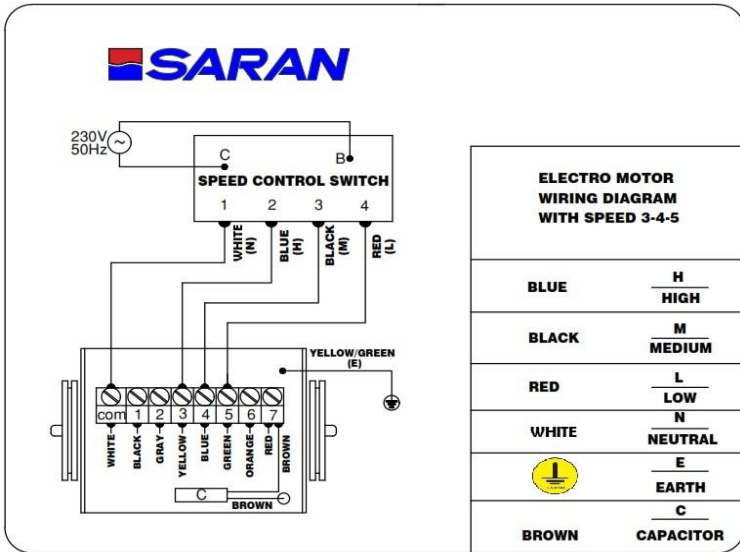 SARAN
230V
50Hz
~
C
B
SPEED CONTROL SWITCH
1 2 3 4
WHITE
(N)
BLUE
(H)
BLACK
(M)
RED
(L)
YELLOW/GREEN
(E)
com 1 2 3 4 5 6 7
WHITE
BLACK
GRAY
YELLOW
BLUE
GREEN
ORANGE
RED
BROWN
C
BROWN
ELECTRO MOTOR
WIRING DIAGRAM
WITH SPEED 3-4-5
BLUE
H
HIGH
BLACK
M
MEDIUM
RED
L
LOW
WHITE
N
NEUTRAL
E
EARTH
BROWN
C
CAPACITOR